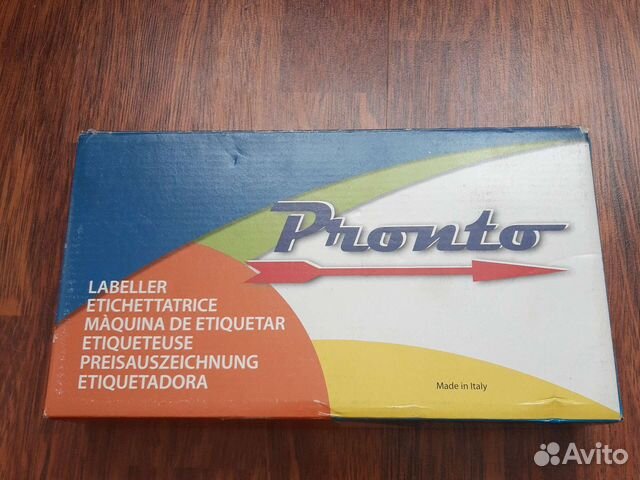 Pronto
LABELLER
ETICHETTATRICE
MÀQUINA DE ETIQUETAR
ETIQUETEUSE
PREISAUSZEICHNUNG
ETIQUETADORA
Made in Italy
Avito